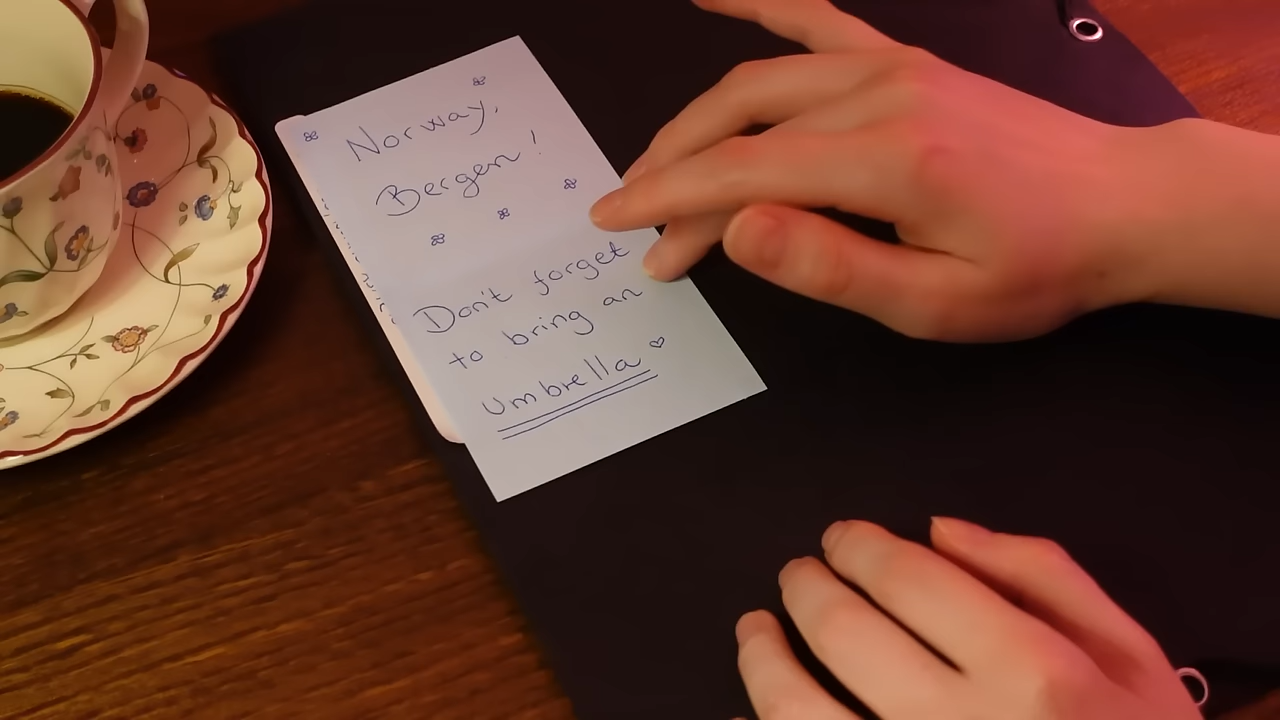 Norway,
Bergen!
Don't forget
to bring an
umbrella